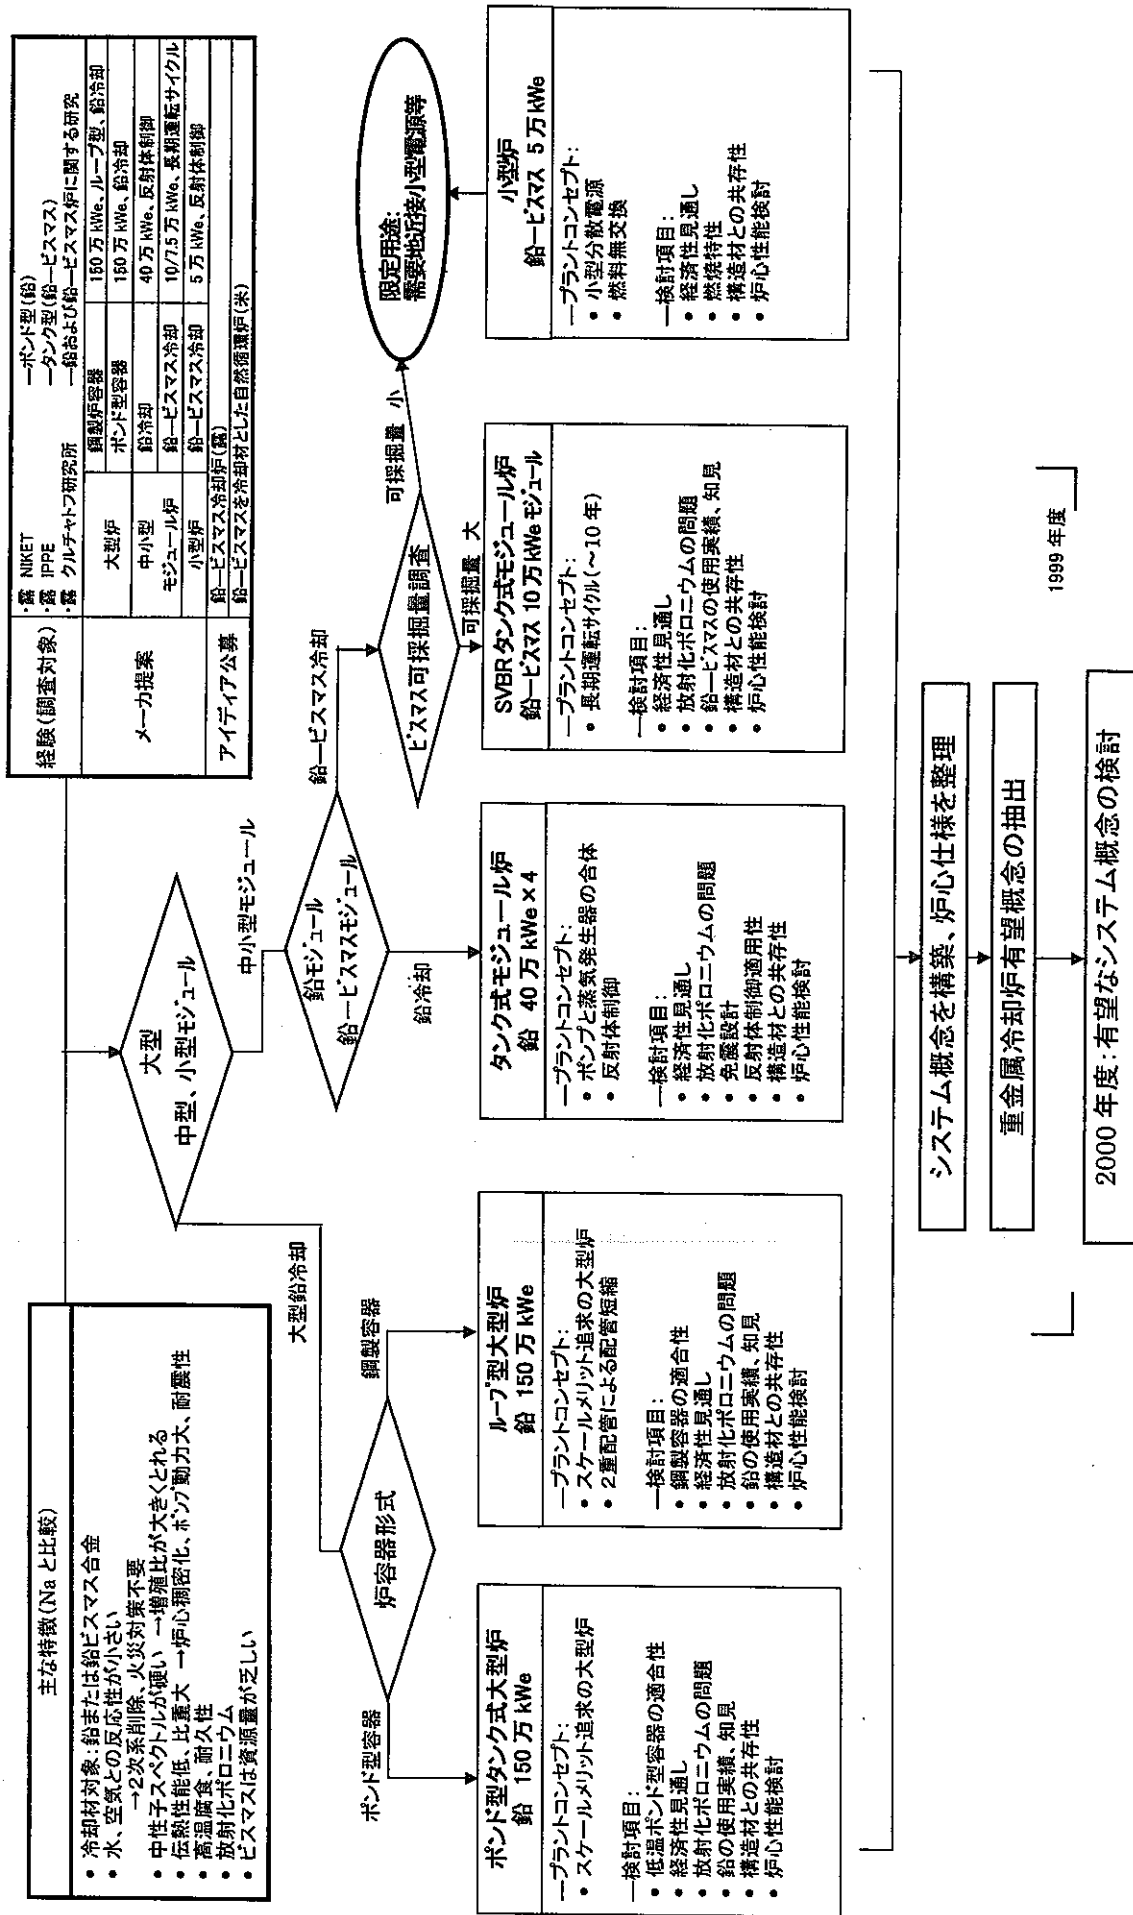 主な特徴(Naと比較)
• 冷却材対象：鉛または鉛ビスマス合金
• 水、空気との反応性が小さい
→2次系削除、火災対策不要
• 中性子スペクトルが硬い →増殖比が大きくとれる
• 伝熱性能低、比重大 →炉心稠密化、ポンプ動力大、耐震性
• 高温腐食、耐久性
• 放射化ポロニウム
• ビスマスは資源量が乏しい
経験(調査対象)
・露 NIKET ―ポンド型(鉛)
・露 IPPE ―タンク型(鉛－ビスマス)
・露 クルチャトフ研究所 ―鉛および鉛－ビスマス炉に関する研究
メーカ提案
大型炉 鋼製炉容器 150万kWe、ループ型、鉛冷却
ポンド型容器 150万kWe、鉛冷却
中小型モジュール炉 鉛冷却 40万kWe、反射体制御
鉛－ビスマス冷却 10/7.5万kWe、長期運転サイクル
小型炉 鉛－ビスマス冷却 5万kWe、反射体制御
アイディア公募
鉛－ビスマス冷却炉(露)
鉛－ビスマスを冷却材とした自然循環炉(米)
大型
中型、小型モジュール
大型鉛冷却
中小型モジュール
炉容器形式
ポンド型容器
鋼製容器
鉛モジュール
鉛－ビスマスモジュール
鉛冷却
鉛－ビスマス冷却
ビスマス可採掘量調査
可採掘量 大
可採掘量 小
限定用途:
需要地近接小型電源等
ポンド型タンク式大型炉
鉛 150万kWe
―プラントコンセプト：
• スケールメリット追求の大型炉
―検討項目：
• 低温ポンド型容器の適合性
• 経済性見通し
• 放射化ポロニウムの問題
• 鉛の使用実績、知見
• 構造材との共存性
• 炉心性能検討
ループ型大型炉
鉛 150万kWe
―プラントコンセプト：
• スケールメリット追求の大型炉
• 2重配管による配管短縮
―検討項目：
• 鋼製容器の適合性
• 経済性見通し
• 放射化ポロニウムの問題
• 鉛の使用実績、知見
• 構造材との共存性
• 炉心性能検討
タンク式モジュール炉
鉛 40万kWe×4
―プラントコンセプト：
• ポンプと蒸気発生器の合体
• 反射体制御
―検討項目：
• 経済性見通し
• 放射化ポロニウムの問題
• 免震設計
• 反射体制御適用性
• 構造材との共存性
• 炉心性能検討
SVBRタンク式モジュール炉
鉛－ビスマス 10万kWeモジュール
―プラントコンセプト：
• 長期運転サイクル(～10年)
―検討項目：
• 経済性見通し
• 放射化ポロニウムの問題
• 鉛－ビスマスの使用実績、知見
• 構造材との共存性
• 炉心性能検討
小型炉
鉛－ビスマス 5万kWe
―プラントコンセプト：
• 小型分散電源
• 燃料無交換
―検討項目：
• 経済性見通し
• 燃焼特性
• 構造材との共存性
• 炉心性能検討
システム概念を構築、炉心仕様を整理
重金属冷却炉有望概念の抽出
1999年度
2000年度：有望なシステム概念の検討